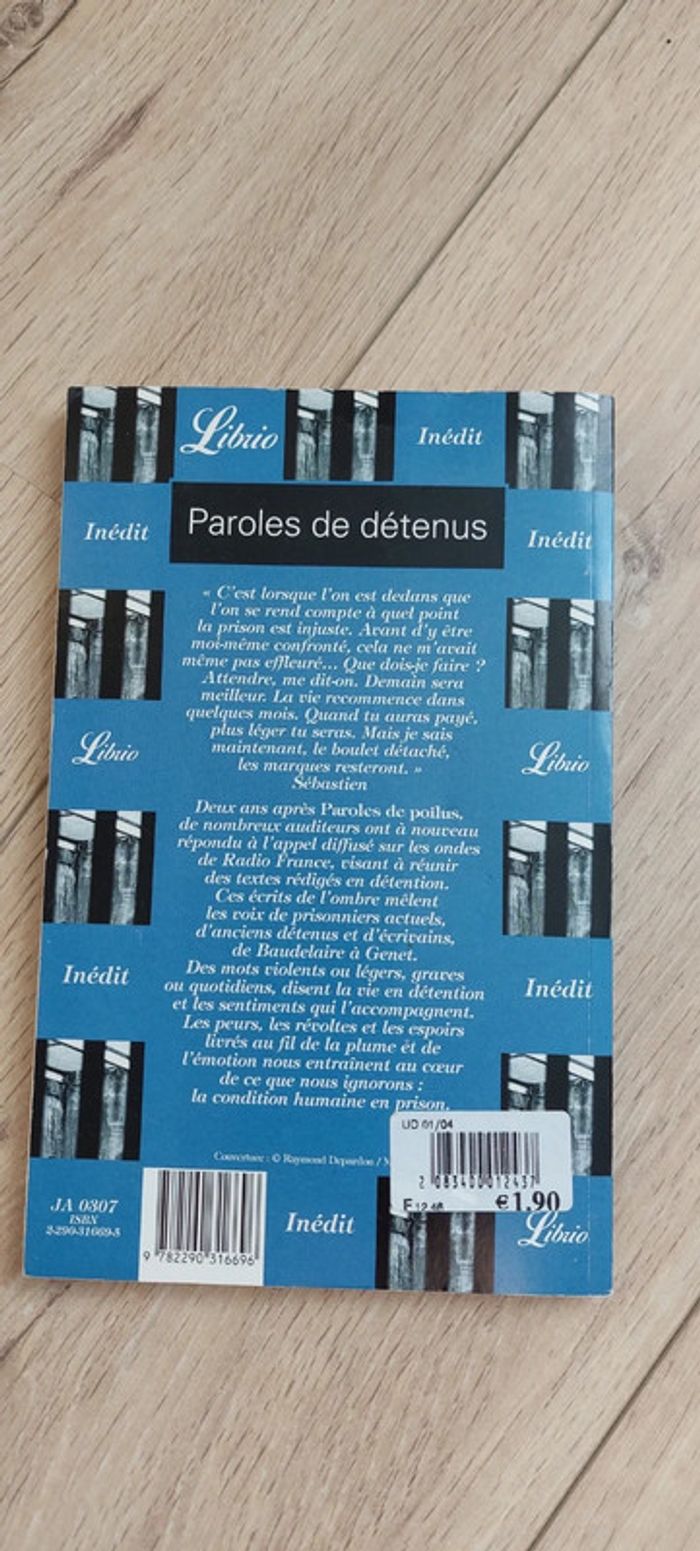 Librio
Inédit
Inédit
Paroles de détenus
Inédit
« C'est lorsque l'on est dedans que
l'on se rend compte à quel point
la prison est injuste. Avant d'y être
moi-même confronté, cela ne m'avait
même pas effleuré... Que dois-je faire ?
Attendre, me dit-on. Demain sera
meilleur. La vie recommence dans
quelques mois. Quand tu auras payé,
plus léger tu seras. Mais je sais
maintenant, le boulet détaché,
les marques resteront. »
Sébastien
Librio
Librio
Deux ans après Paroles de poilus,
de nombreux auditeurs ont à nouveau
répondu à l'appel diffusé sur les ondes
de Radio France, visant à réunir
des textes rédigés en détention.
Ces écrits de l'ombre mêlent
les voix de prisonniers actuels,
d'anciens détenus et d'écrivains,
de Baudelaire à Genet.
Des mots violents ou légers, graves
ou quotidiens, disent la vie en détention
et les sentiments qui l'accompagnent.
Les peurs, les révoltes et les espoirs
livrés au fil de la plume et de
l'émotion nous entraînent au cœur
de ce que nous ignorons :
la condition humaine en prison.
Inédit
Inédit
Couverture : © Raymond Depardon / M
UD 01/04
2 083400 012437
F 12,46 €1.90
JA 0307
ISBN
2-290-31669-5
9 782290 316696
Inédit
Librio